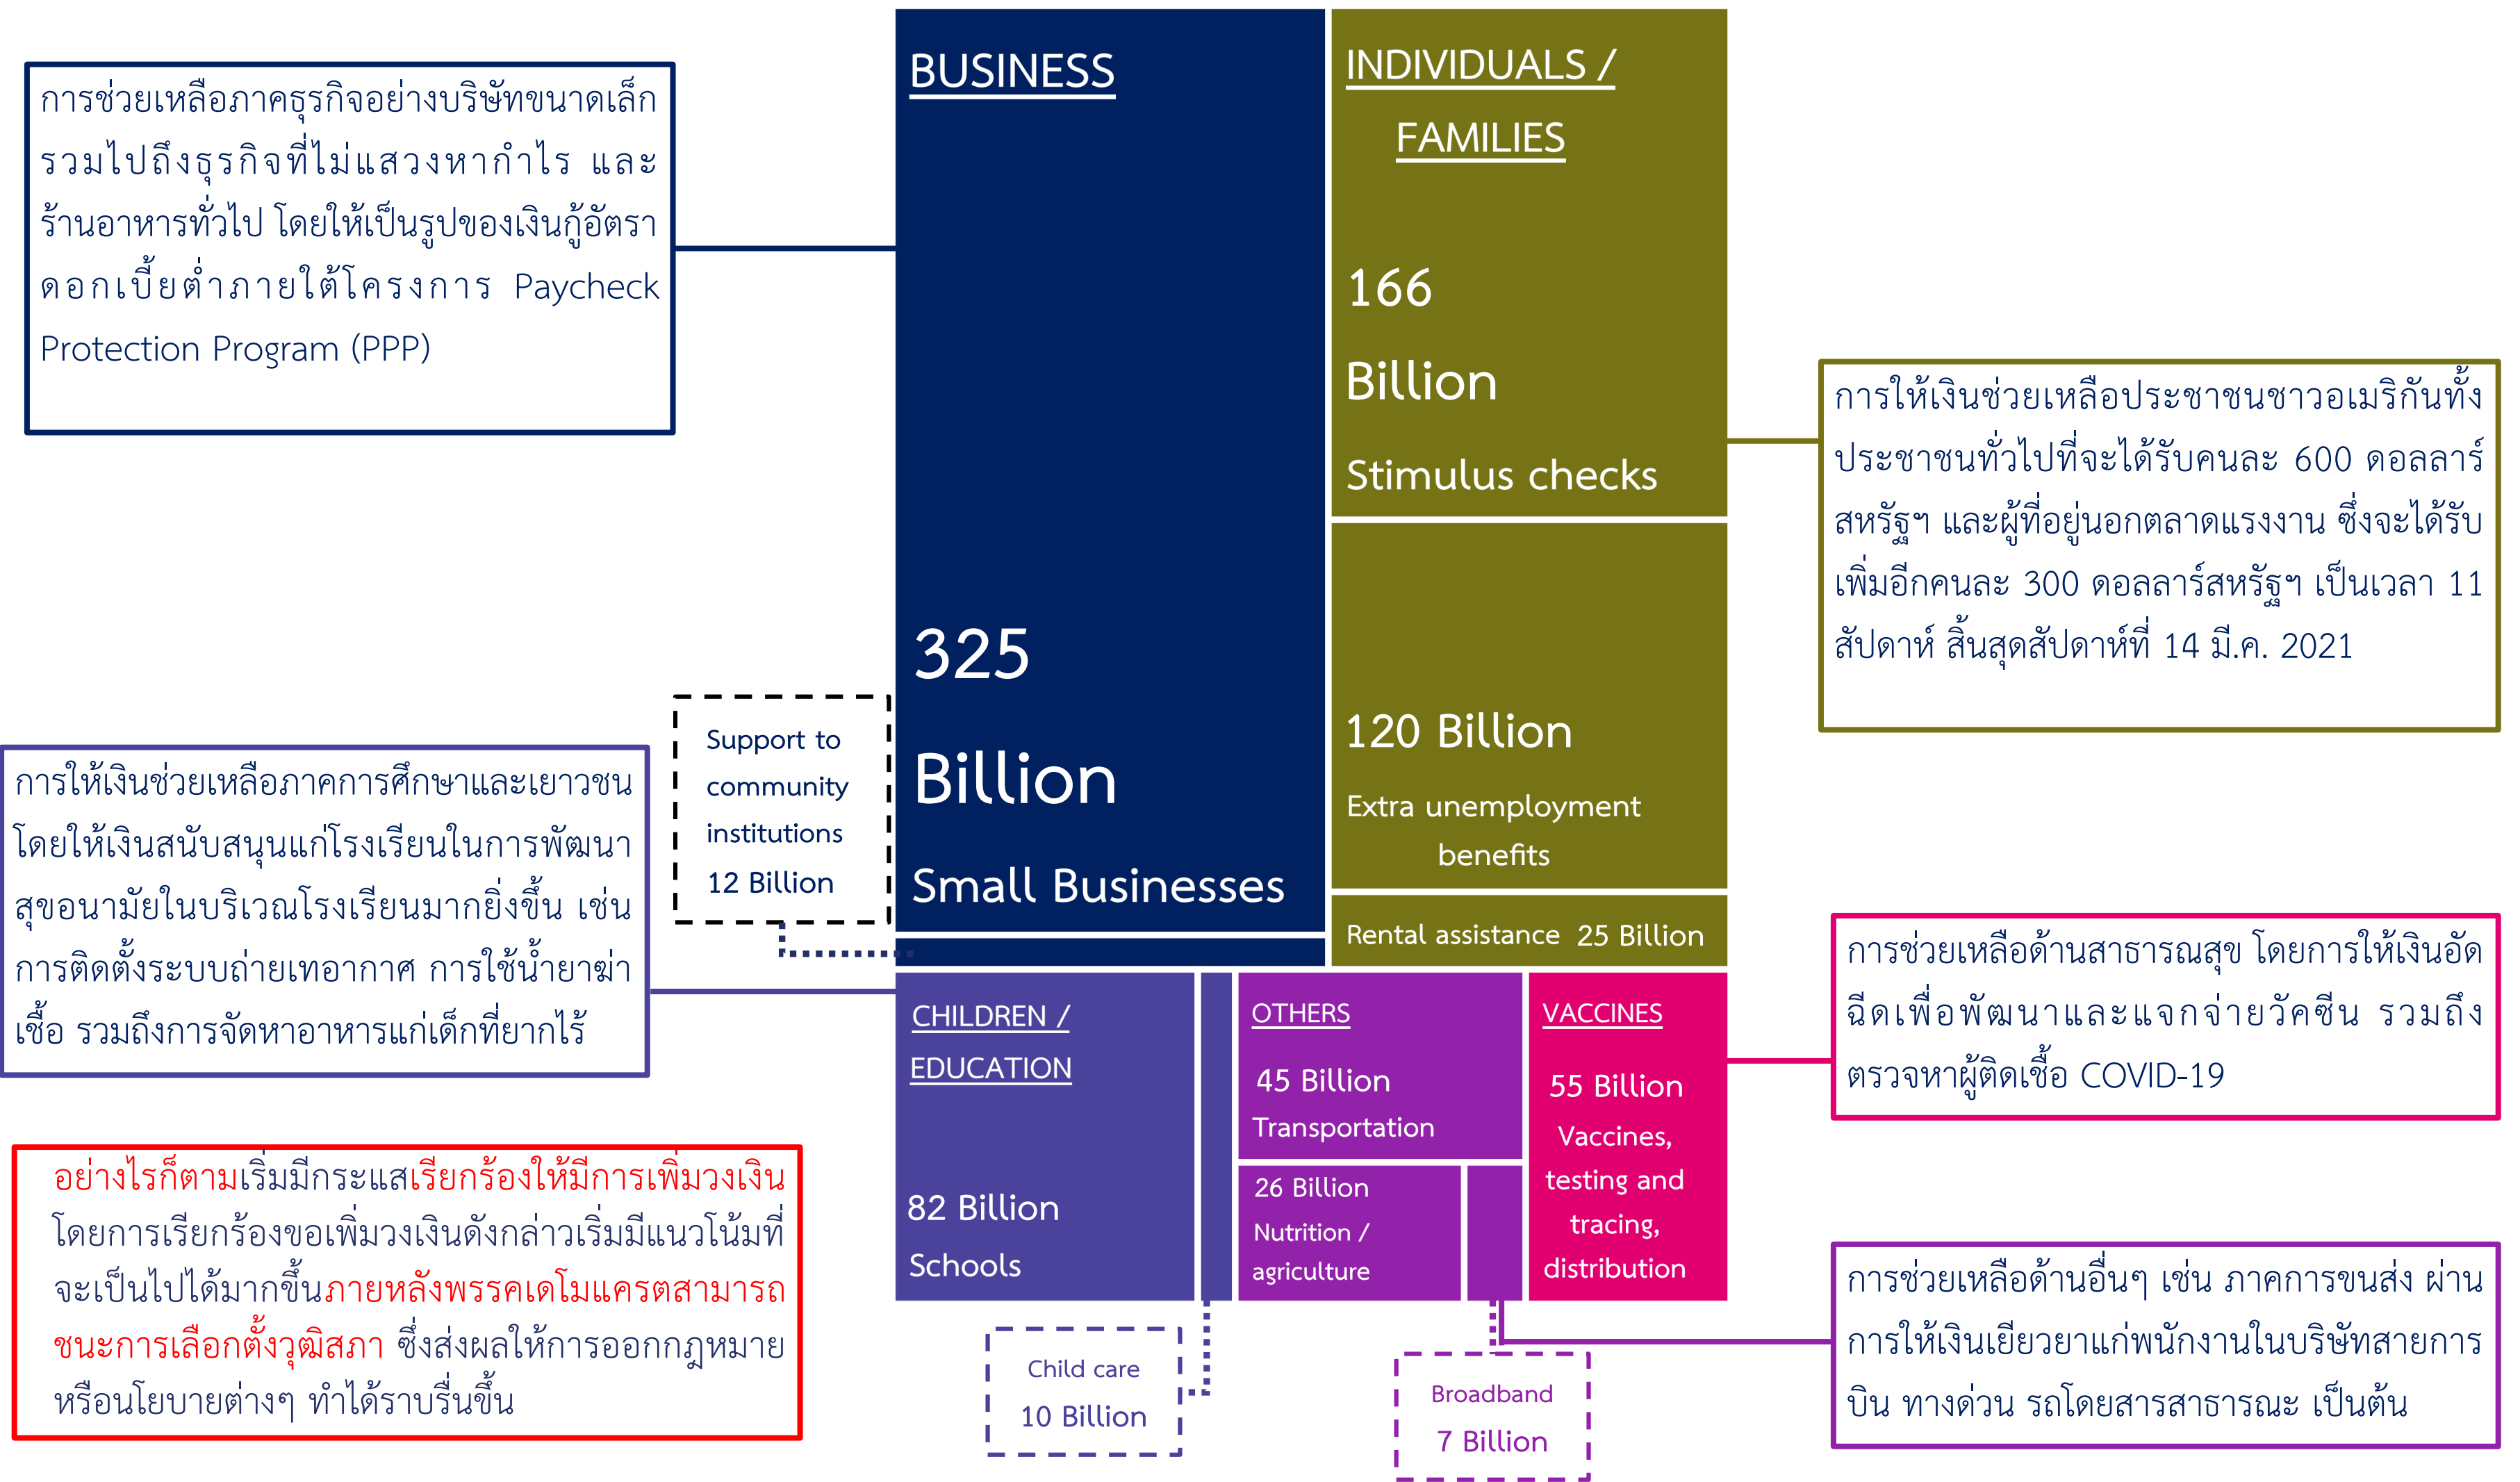 การช่วยเหลือภาคธุรกิจอย่างบริษัทขนาดเล็ก
รวมไปถึงธุรกิจที่ไม่แสวงหากำไร และ
ร้านอาหารทั่วไป โดยให้เป็นรูปของเงินกู้อัตรา
ดอกเบี้ยต่ำภายใต้โครงการ Paycheck
Protection Program (PPP)
BUSINESS
325
Billion
Small Businesses
INDIVIDUALS /
FAMILIES
166
Billion
Stimulus checks
120 Billion
Extra unemployment
benefits
Rental assistance 25 Billion
การให้เงินช่วยเหลือประชาชนชาวอเมริกันทั้ง
ประชาชนทั่วไปที่จะได้รับคนละ 600 ดอลลาร์
สหรัฐฯ และผู้ที่อยู่นอกตลาดแรงงาน ซึ่งจะได้รับ
เพิ่มอีกคนละ 300 ดอลลาร์สหรัฐฯ เป็นเวลา 11
สัปดาห์ สิ้นสุดสัปดาห์ที่ 14 มี.ค. 2021
Support to
community
institutions
12 Billion
การให้เงินช่วยเหลือภาคการศึกษาและเยาวชน
โดยให้เงินสนับสนุนแก่โรงเรียนในการพัฒนา
สุขอนามัยในบริเวณโรงเรียนมากยิ่งขึ้น เช่น
การติดตั้งระบบถ่ายเทอากาศ การใช้น้ำยาฆ่า
เชื้อ รวมถึงการจัดหาอาหารแก่เด็กที่ยากไร้
CHILDREN /
EDUCATION
82 Billion
Schools
OTHERS
45 Billion
Transportation
26 Billion
Nutrition /
agriculture
VACCINES
55 Billion
Vaccines,
testing and
tracing,
distribution
การช่วยเหลือด้านสาธารณสุข โดยการให้เงินอัด
ฉีดเพื่อพัฒนาและแจกจ่ายวัคซีน รวมถึง
ตรวจหาผู้ติดเชื้อ COVID-19
อย่างไรก็ตามเริ่มมีกระแสเรียกร้องให้มีการเพิ่มวงเงิน
โดยการเรียกร้องขอเพิ่มวงเงินดังกล่าวเริ่มมีแนวโน้มที่
จะเป็นไปได้มากขึ้นภายหลังพรรคเดโมแครตสามารถ
ชนะการเลือกตั้งวุฒิสภา ซึ่งส่งผลให้การออกกฎหมาย
หรือนโยบายต่างๆ ทำได้ราบรื่นขึ้น
Child care
10 Billion
Broadband
7 Billion
การช่วยเหลือด้านอื่นๆ เช่น ภาคการขนส่ง ผ่าน
การให้เงินเยียวยาแก่พนักงานในบริษัทสายการ
บิน ทางด่วน รถโดยสารสาธารณะ เป็นต้น